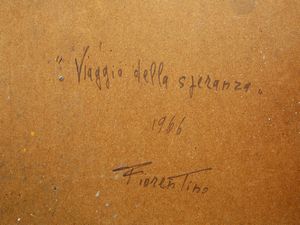 "Viaggio della speranza"
1966
Fiorentino